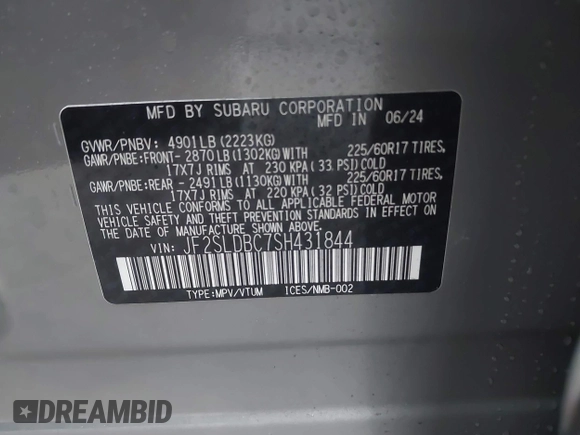 MFD BY SUBARU CORPORATION
MFD IN 06/24
GVWR/PNBV: 4901LB(2223KG)
GAWR/PNBE:FRONT- 2870LB(1302KG)WITH 225/60R17 TIRES,
17X7J RIMS AT 230 KPA( 33 PSI)COLD
GAWR/PNBE:REAR - 2491LB(1130KG)WITH 225/60R17 TIRES,
17X7J RIMS AT 220 KPA( 32 PSI)COLD
THIS VEHICLE CONFORMS TO ALL APPLICABLE FEDERAL MOTOR
VEHICLE SAFETY, BUMPER, AND THEFT PREVENTION STANDARDS
IN EFFECT ON THE DATE OF MANUFACTURE SHOWN ABOVE.
VIN: JF2SLDBC7SH431844
TYPE:MPV/VTUM ICES/NMB-002
DREAMBID